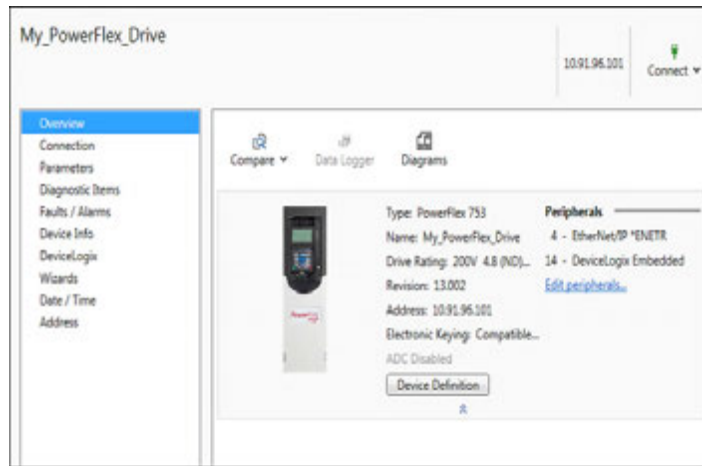 My_PowerFlex_Drive
10.91.96.101
Connect
Overview
Connection
Parameters
Diagnostic Items
Faults / Alarms
Device Info
DeviceLogix
Wizards
Date / Time
Address
Compare
Data Logger
Diagrams
Type: PowerFlex 753
Name: My_PowerFlex_Drive
Drive Rating: 200V 4.8 (ND)...
Revision: 13.002
Address: 10.91.96.101
Electronic Keying: Compatible...
ADC Disabled
Device Definition
Peripherals
4 - EtherNet/IP *ENETR
14 - DeviceLogix Embedded
Edit peripherals...